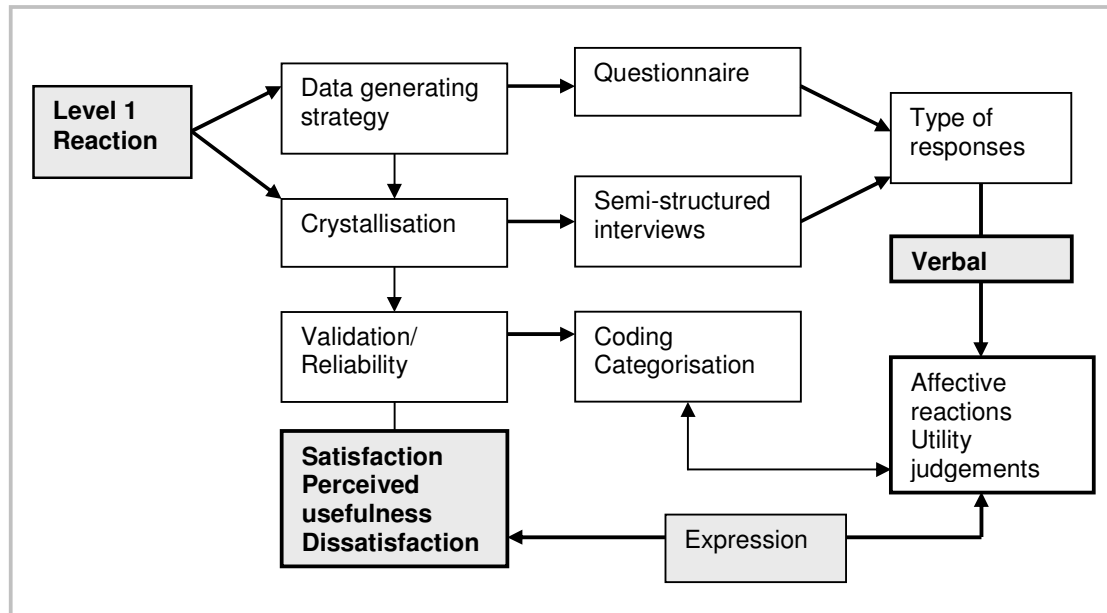 Level 1
Reaction
Data generating
strategy
Questionnaire
Type of
responses
Crystallisation
Semi-structured
interviews
Verbal
Validation/
Reliability
Coding
Categorisation
Affective
reactions
Utility
judgements
Satisfaction
Perceived
usefulness
Dissatisfaction
Expression